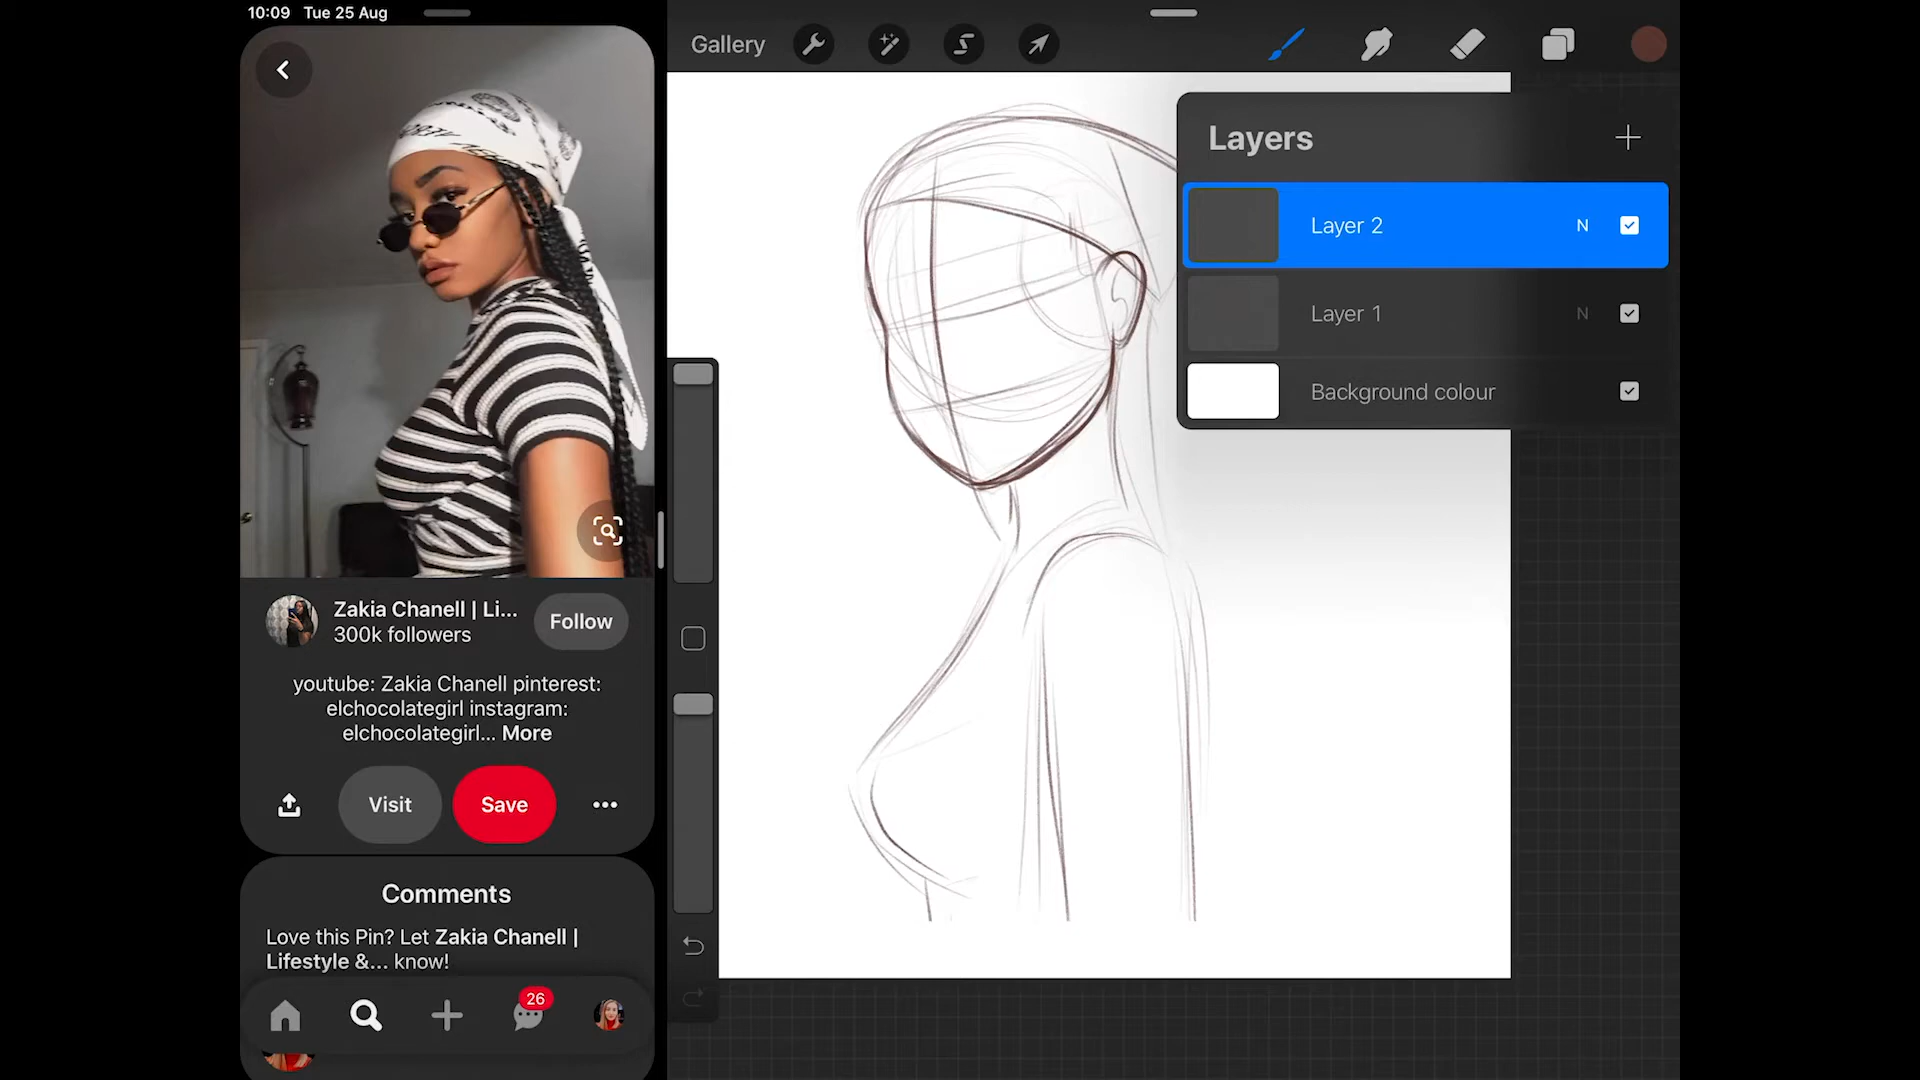 10:09 Tue 25 Aug
Gallery
Layers
Layer 2 N
Layer 1 N
Background colour
Zakia Chanell | Li...
300k followers
Follow
youtube: Zakia Chanell pinterest:
elchocolategirl instagram:
elchocolategirl... More
Visit
Save
Comments
Love this Pin? Let Zakia Chanell |
Lifestyle &... know!
26